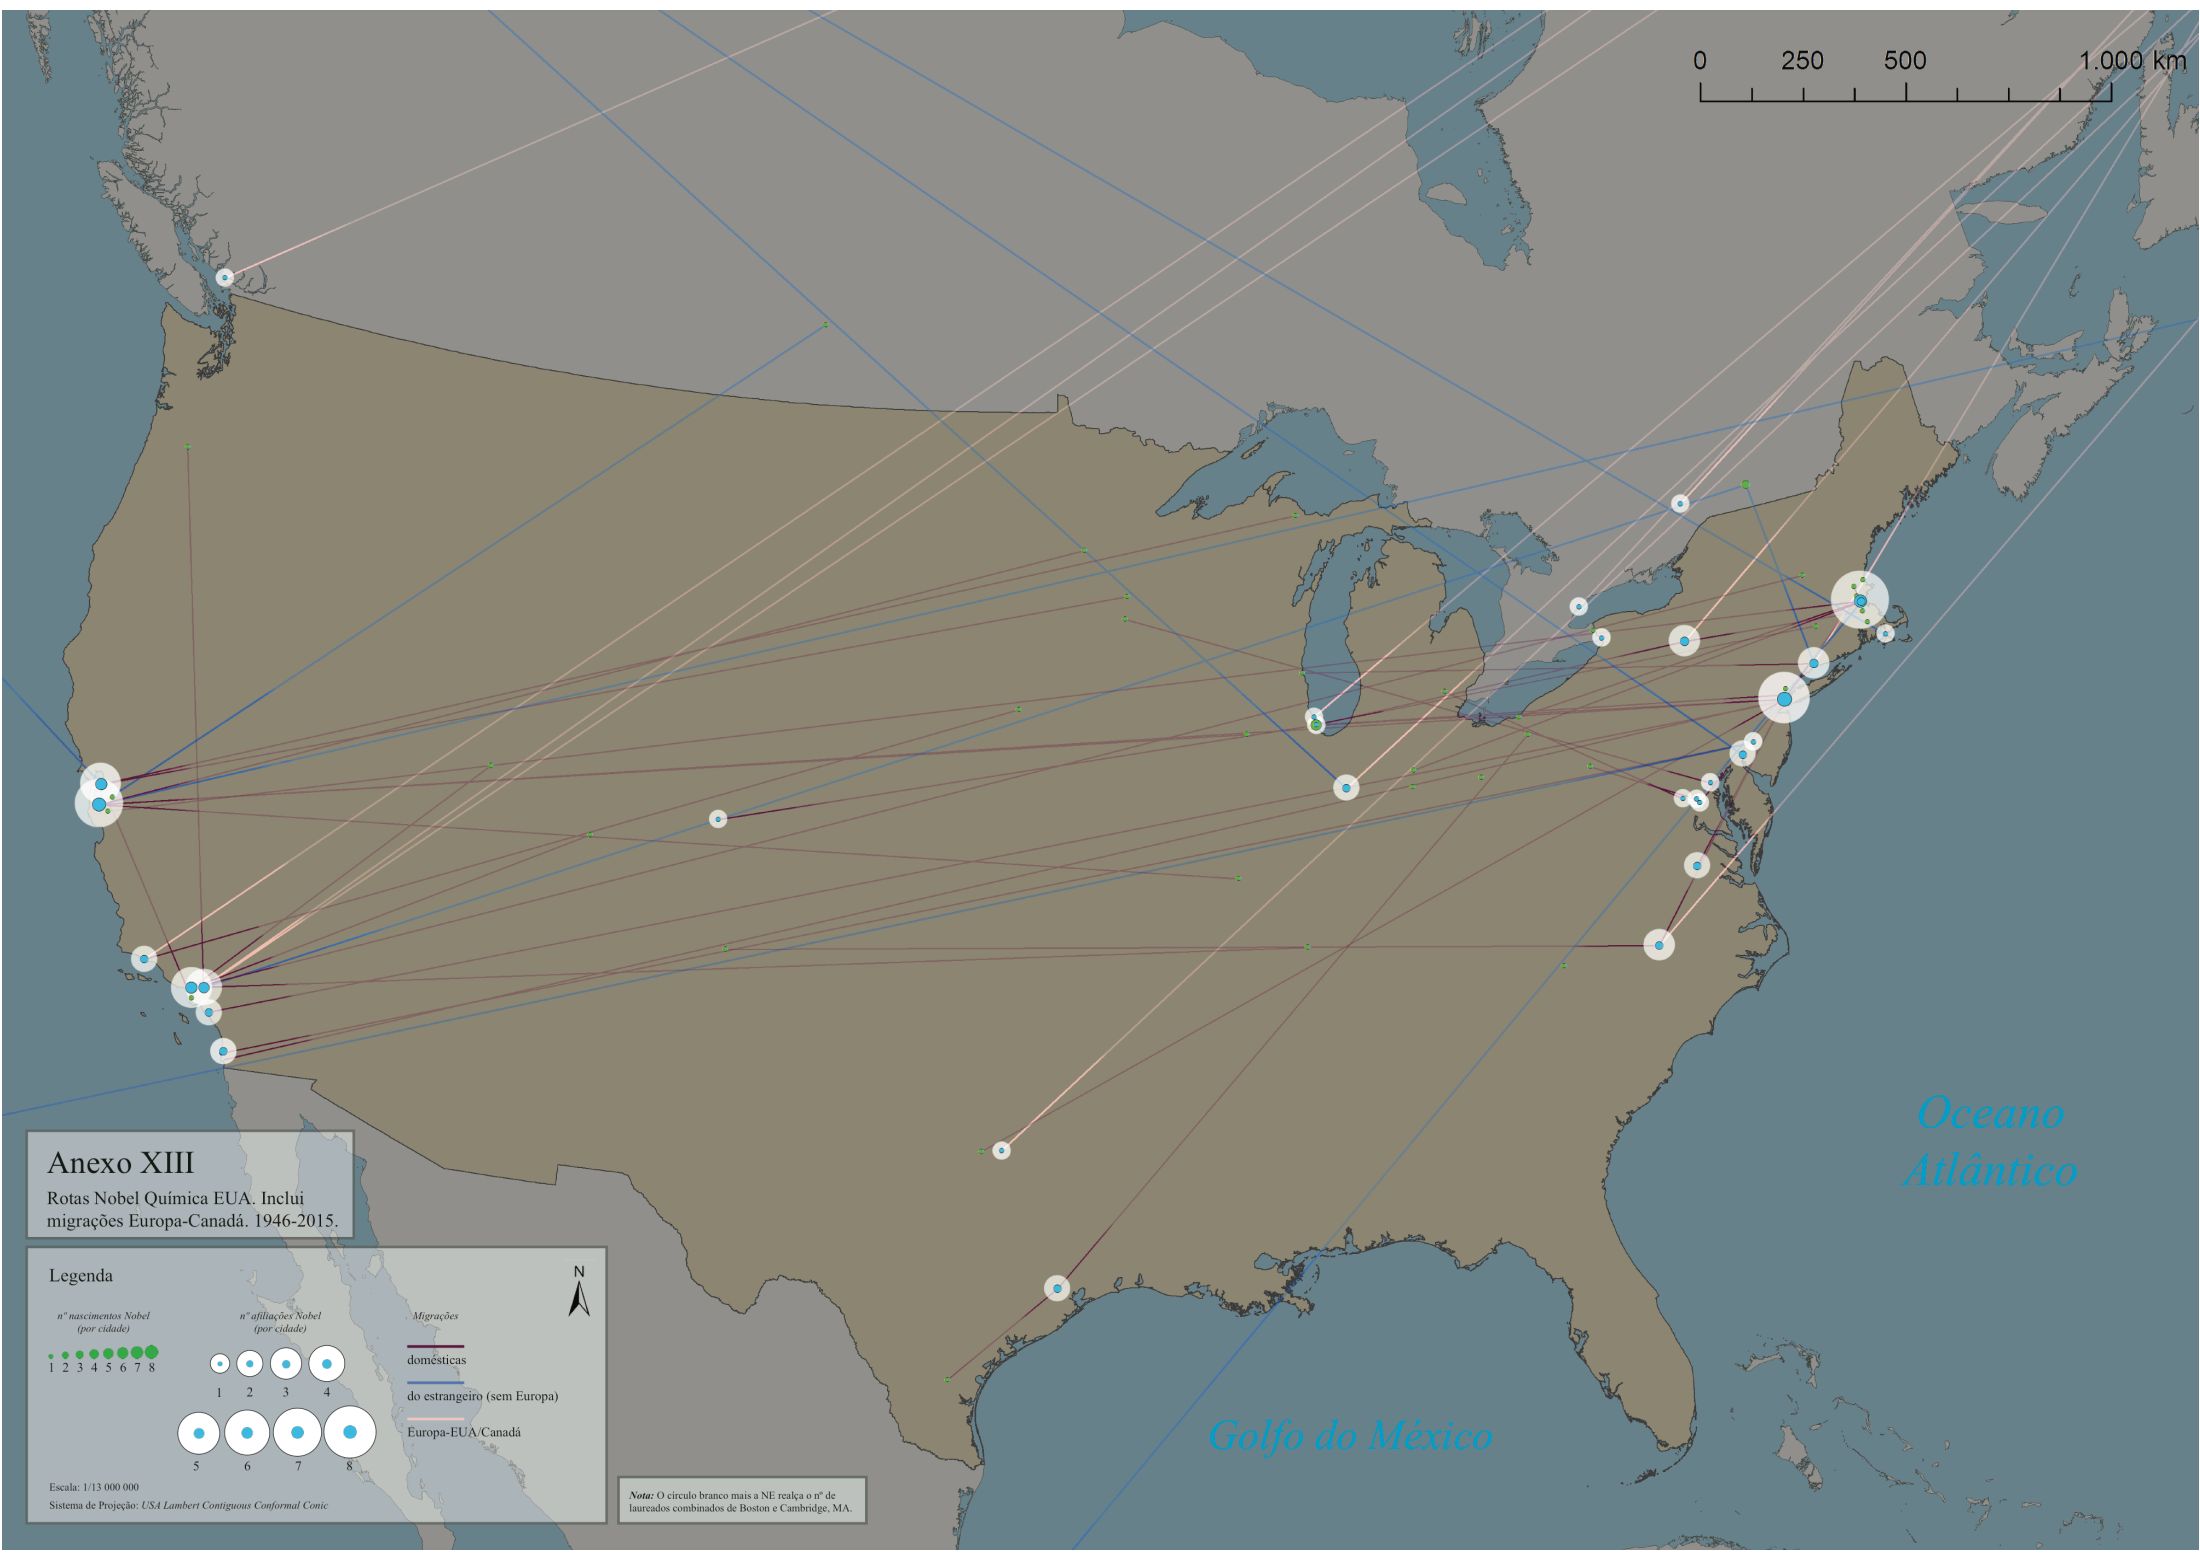 0 250 500 1.000 km
Oceano
Atlântico
Golfo do México
Anexo XIII
Rotas Nobel Química EUA. Inclui
migrações Europa-Canadá. 1946-2015.
Legenda
N
nº nascimentos Nobel
(por cidade)
1 2 3 4 5 6 7 8
nº afiliações Nobel
(por cidade)
1 2 3 4
5 6 7 8
Migrações
domésticas
do estrangeiro (sem Europa)
Europa-EUA/Canadá
Escala: 1/13 000 000
Sistema de Projeção: USA Lambert Contiguous Conformal Conic
Nota: O círculo branco mais a NE realça o nº de
laureados combinados de Boston e Cambridge, MA.